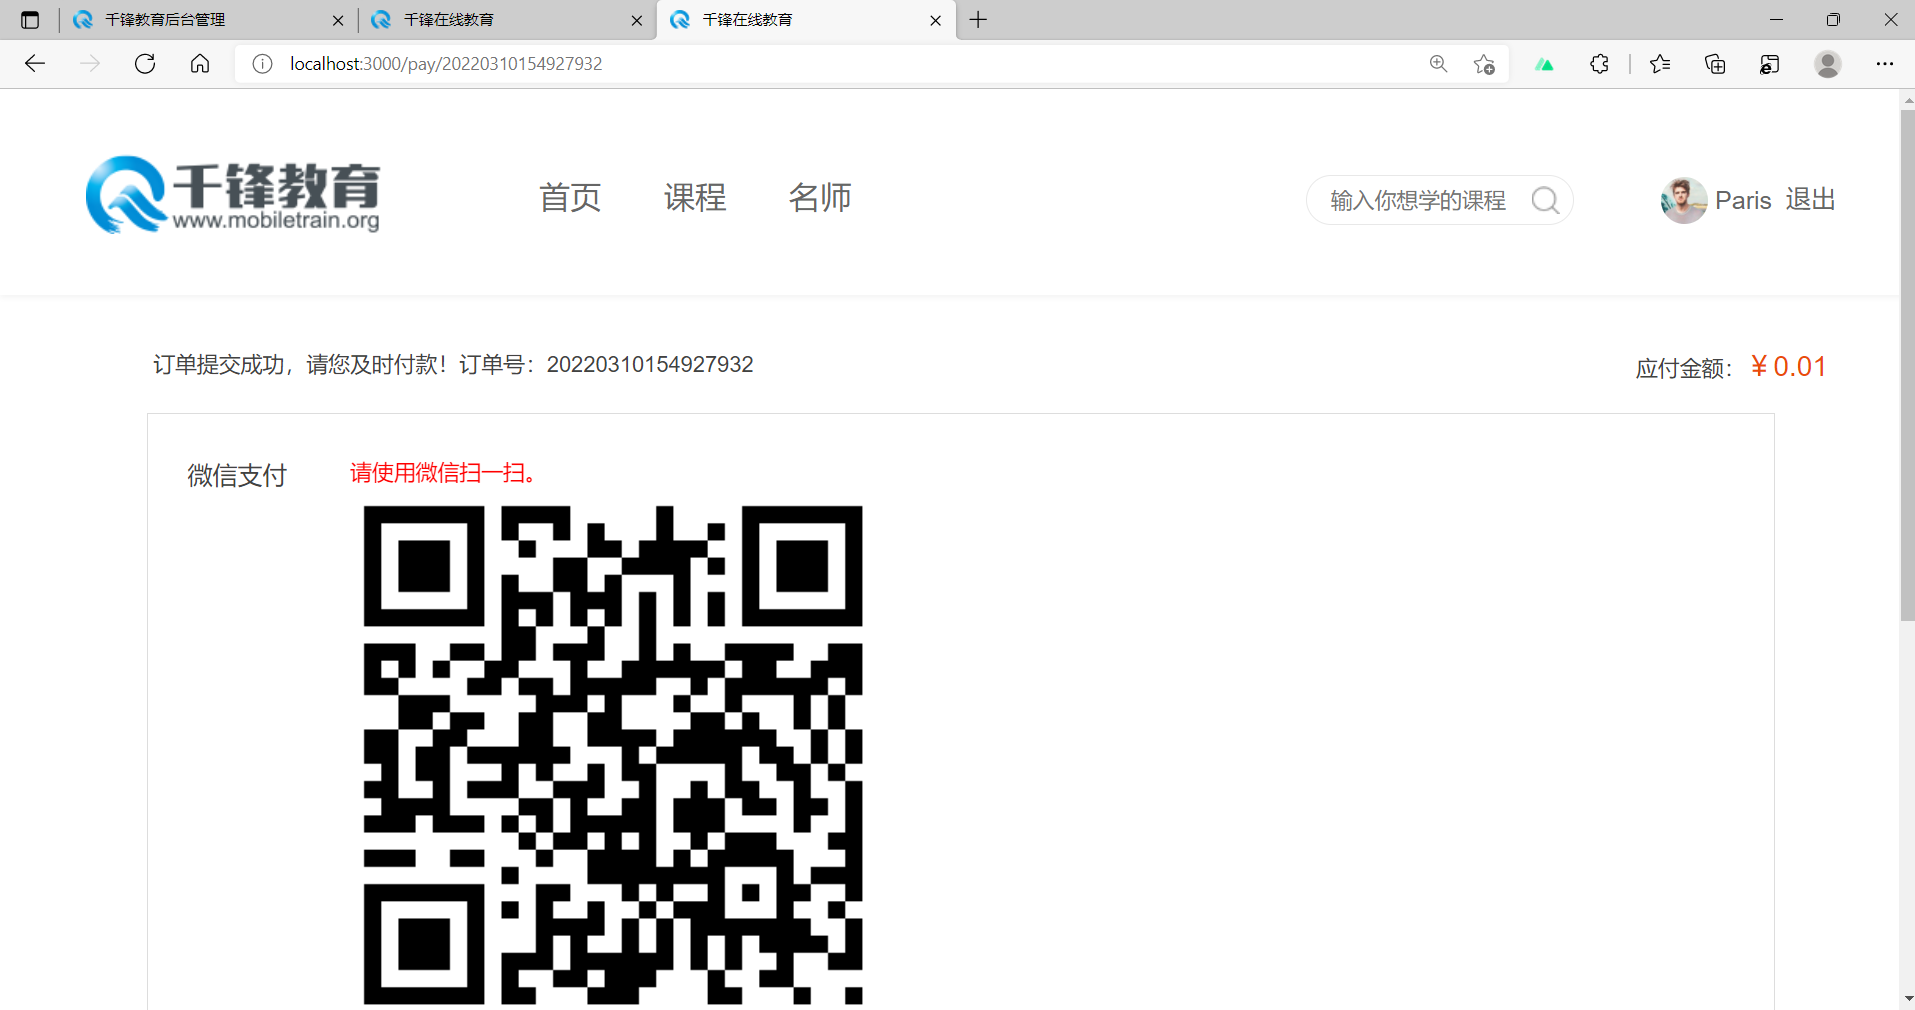 千锋教育后台管理
千锋在线教育
千锋在线教育
localhost:3000/pay/20220310154927932
千锋教育
www.mobiletrain.org
首页 课程 名师
输入你想学的课程
Paris 退出
订单提交成功，请您及时付款！订单号：20220310154927932
应付金额： ¥ 0.01
微信支付
请使用微信扫一扫。